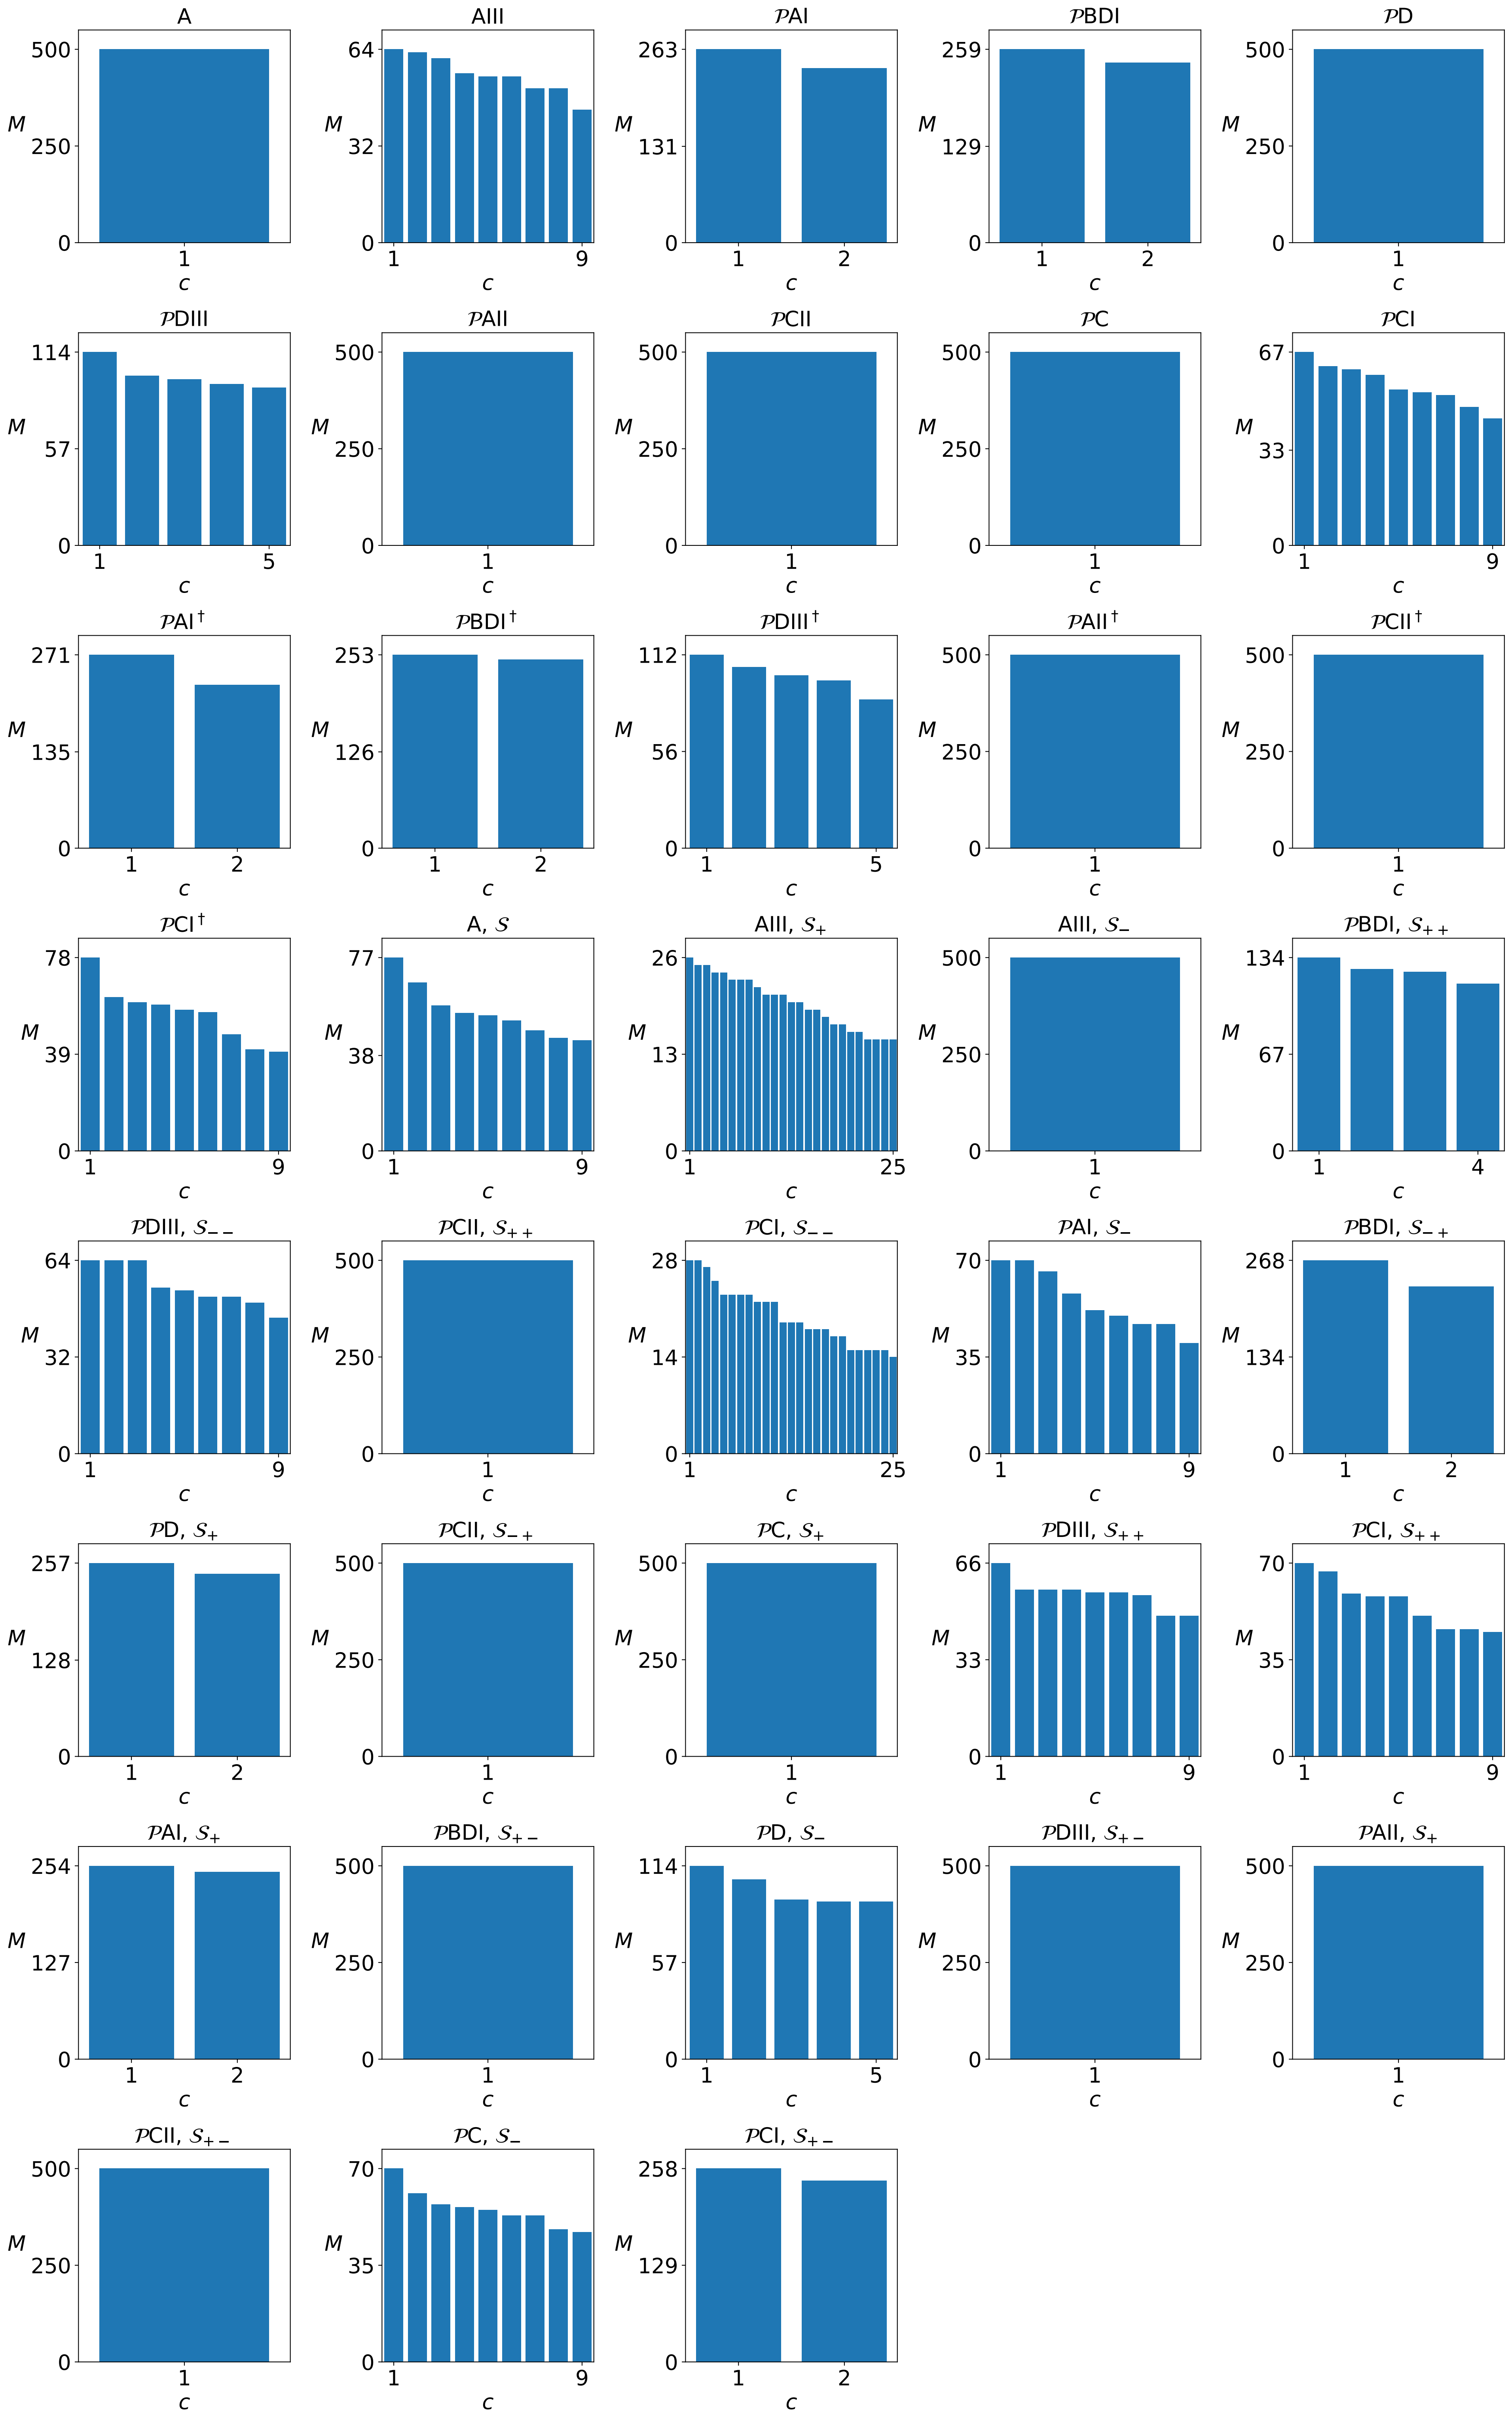 A
500
M
250
0
1
c
AIII
64
M
32
0
1 9
c
𝒫AI
263
M
131
0
1 2
c
𝒫BDI
259
M
129
0
1 2
c
𝒫D
500
M
250
0
1
c
𝒫DIII
114
M
57
0
1 5
c
𝒫AII
500
M
250
0
1
c
𝒫CII
500
M
250
0
1
c
𝒫C
500
M
250
0
1
c
𝒫CI
67
M
33
0
1 9
c
𝒫AI†
271
M
135
0
1 2
c
𝒫BDI†
253
M
126
0
1 2
c
𝒫DIII†
112
M
56
0
1 5
c
𝒫AII†
500
M
250
0
1
c
𝒫CII†
500
M
250
0
1
c
𝒫CI†
78
M
39
0
1 9
c
A, 𝒮
77
M
38
0
1 9
c
AIII, 𝒮₊
26
M
13
0
1 25
c
AIII, 𝒮₋
500
M
250
0
1
c
𝒫BDI, 𝒮₊₊
134
M
67
0
1 4
c
𝒫DIII, 𝒮₋₋
64
M
32
0
1 9
c
𝒫CII, 𝒮₊₊
500
M
250
0
1
c
𝒫CI, 𝒮₋₋
28
M
14
0
1 25
c
𝒫AI, 𝒮₋
70
M
35
0
1 9
c
𝒫BDI, 𝒮₋₊
268
M
134
0
1 2
c
𝒫D, 𝒮₊
257
M
128
0
1 2
c
𝒫CII, 𝒮₋₊
500
M
250
0
1
c
𝒫C, 𝒮₊
500
M
250
0
1
c
𝒫DIII, 𝒮₊₊
66
M
33
0
1 9
c
𝒫CI, 𝒮₊₊
70
M
35
0
1 9
c
𝒫AI, 𝒮₊
254
M
127
0
1 2
c
𝒫BDI, 𝒮₊₋
500
M
250
0
1
c
𝒫D, 𝒮₋
114
M
57
0
1 5
c
𝒫DIII, 𝒮₊₋
500
M
250
0
1
c
𝒫AII, 𝒮₊
500
M
250
0
1
c
𝒫CII, 𝒮₊₋
500
M
250
0
1
c
𝒫C, 𝒮₋
70
M
35
0
1 9
c
𝒫CI, 𝒮₊₋
258
M
129
0
1 2
c